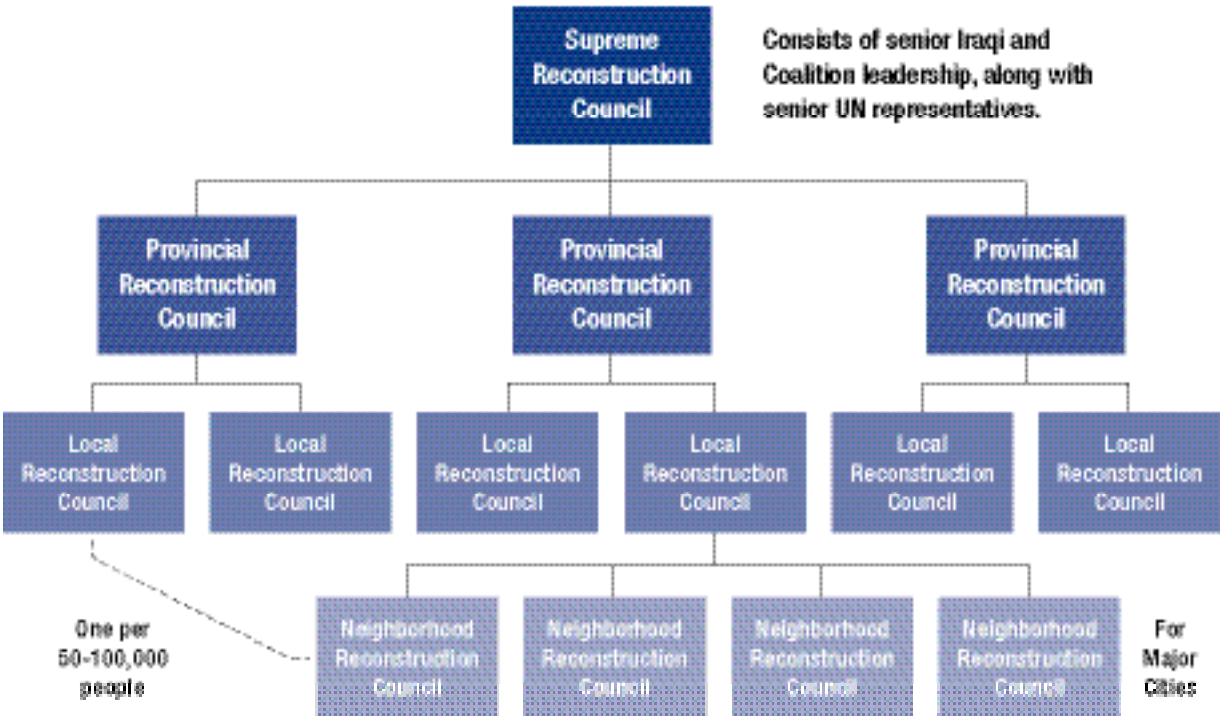 Supreme
Reconstruction
Council
Consists of senior Iraqi and
Coalition leadership, along with
senior UN representatives.
Provincial
Reconstruction
Council
Provincial
Reconstruction
Council
Provincial
Reconstruction
Council
Local
Reconstruction
Council
Local
Reconstruction
Council
Local
Reconstruction
Council
Local
Reconstruction
Council
Local
Reconstruction
Council
Local
Reconstruction
Council
One per
50-100,000
people
Neighborhood
Reconstruction
Council
Neighborhood
Reconstruction
Council
Neighborhood
Reconstruction
Council
Neighborhood
Reconstruction
Council
For
Major
Cities